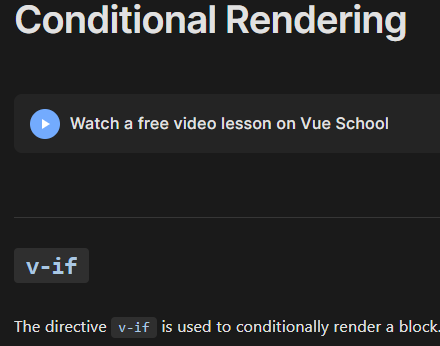 Conditional Rendering
Watch a free video lesson on Vue School
v-if
The directive v-if is used to conditionally render a block.